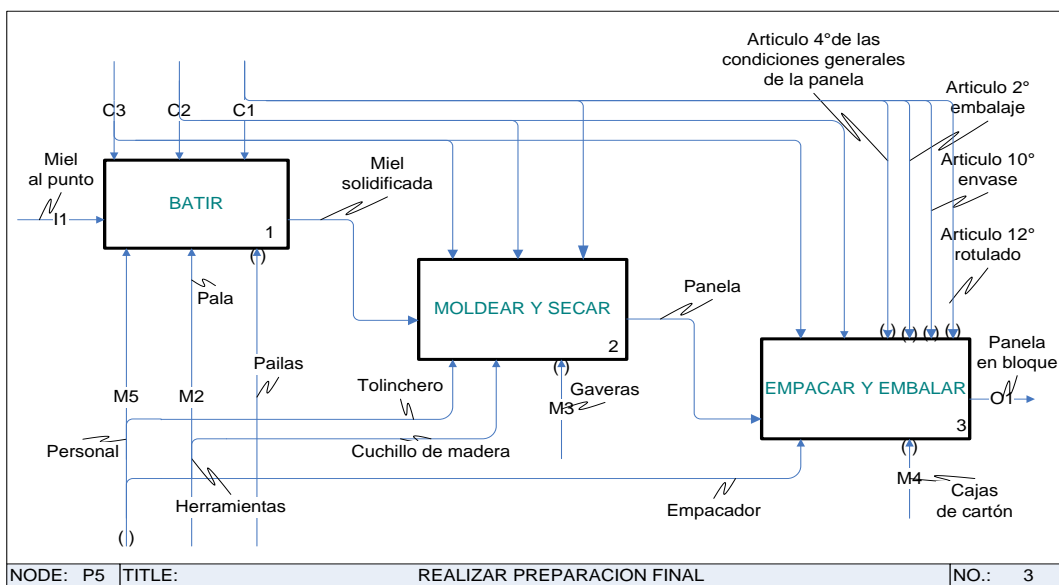 Articulo 4°de las
condiciones generales
de la panela
Articulo 2°
embalaje
C3
C2
C1
Miel
al punto
Miel
solidificada
Articulo 10°
envase
BATIR
I1
1
()
Articulo 12°
rotulado
Pala
MOLDEAR Y SECAR
Panela
2
()
() () () ()
Panela
en bloque
Pailas
Tolinchero
Gaveras
EMPACAR Y EMBALAR
M5
M2
M3
O1
3
Personal
Cuchillo de madera
()
Herramientas
Empacador
M4
Cajas
de cartón
()
NODE: P5
TITLE:
REALIZAR PREPARACION FINAL
NO.: 3